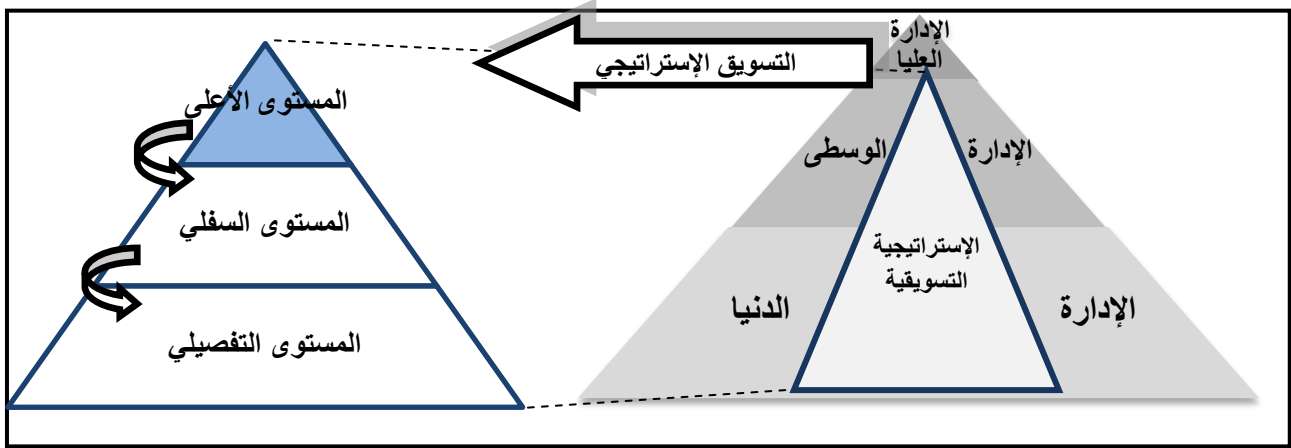 الإدارة
العليا
الإدارة الوسطى
الإستراتيجية
التسويقية
الإدارة الدنيا
التسويق الإستراتيجي
المستوى الأعلى
المستوى السفلي
المستوى التفصيلي